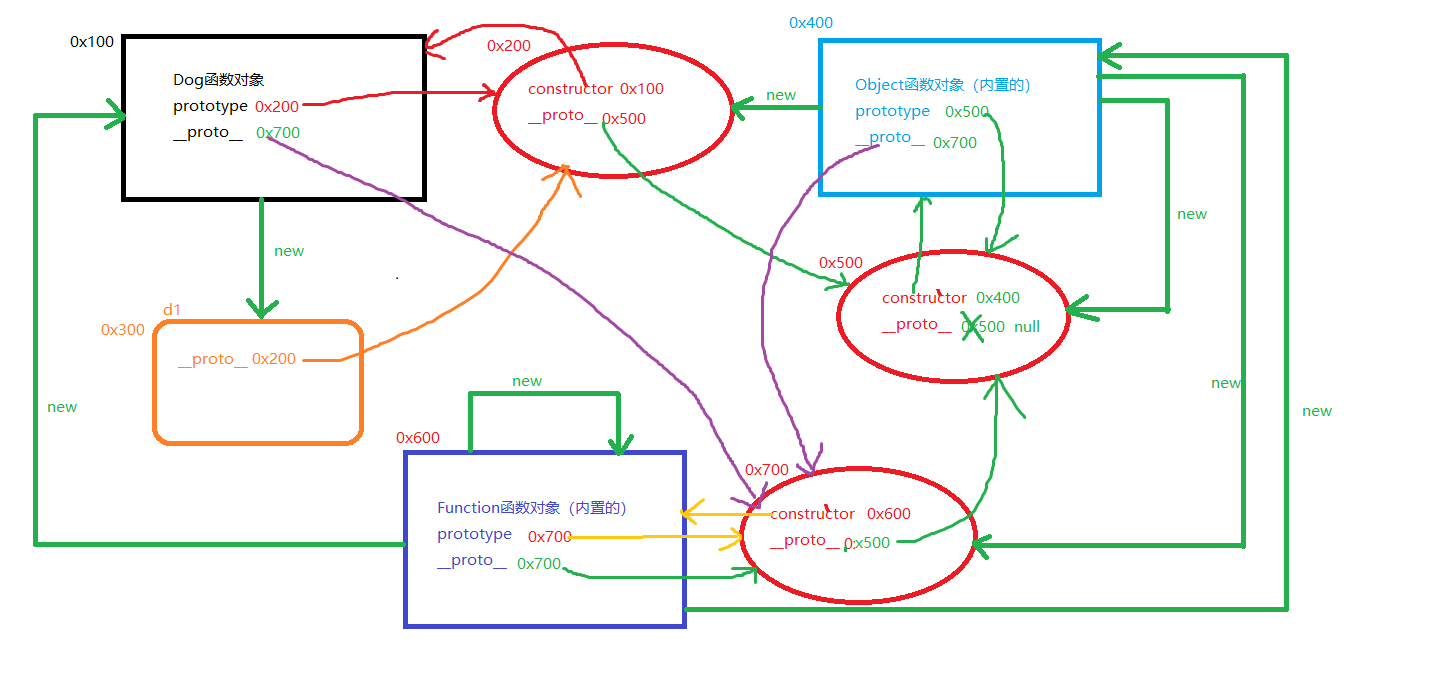 0x100
Dog函数对象
prototype 0x200
__proto__ 0x700
0x200
constructor 0x100
__proto__ 0x500
new
0x400
Object函数对象（内置的）
prototype 0x500
__proto__ 0x700
new
new
new
new
d1
0x300
__proto__ 0x200
0x500
constructor 0x400
__proto__ 0x500 null
new
new
0x600
Function函数对象（内置的）
prototype 0x700
__proto__ 0x700
0x700
constructor 0x600
__proto__ 0x500